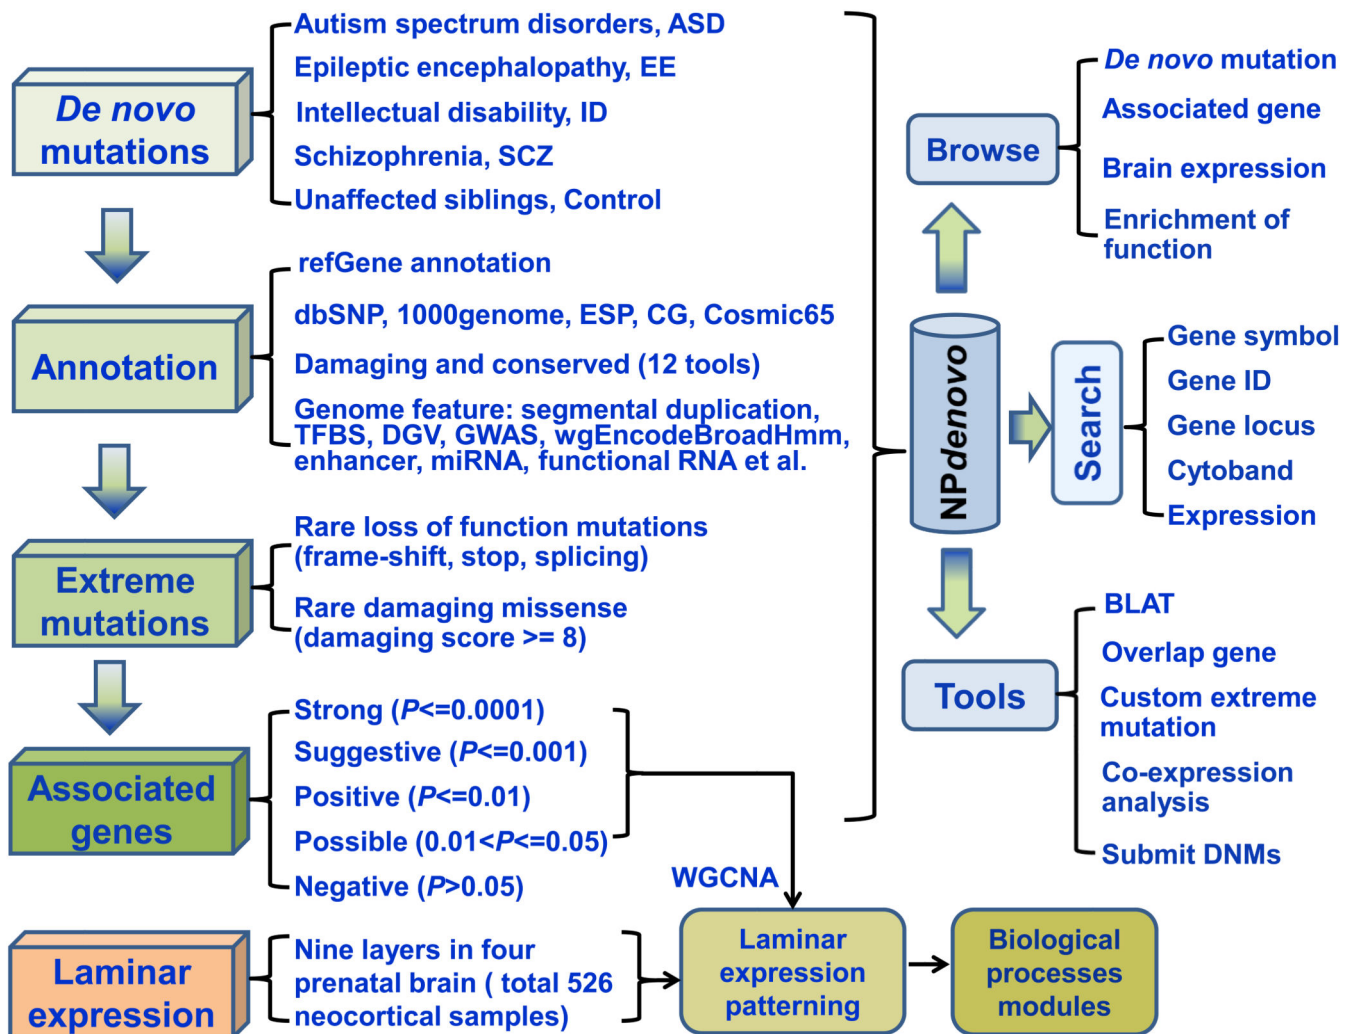 De novo
mutations
Autism spectrum disorders, ASD
Epileptic encephalopathy, EE
Intellectual disability, ID
Schizophrenia, SCZ
Unaffected siblings, Control
Annotation
refGene annotation
dbSNP, 1000genome, ESP, CG, Cosmic65
Damaging and conserved (12 tools)
Genome feature: segmental duplication,
TFBS, DGV, GWAS, wgEncodeBroadHmm,
enhancer, miRNA, functional RNA et al.
Extreme
mutations
Rare loss of function mutations
(frame-shift, stop, splicing)
Rare damaging missense
(damaging score >= 8)
Associated
genes
Strong (P<=0.0001)
Suggestive (P<=0.001)
Positive (P<=0.01)
Possible (0.01<P<=0.05)
Negative (P>0.05)
Laminar
expression
Nine layers in four
prenatal brain ( total 526
neocortical samples)
WGCNA
Laminar
expression
patterning
Biological
processes
modules
NPdenovo
Browse
De novo mutation
Associated gene
Brain expression
Enrichment of
function
Search
Gene symbol
Gene ID
Gene locus
Cytoband
Expression
Tools
BLAT
Overlap gene
Custom extreme
mutation
Co-expression
analysis
Submit DNMs